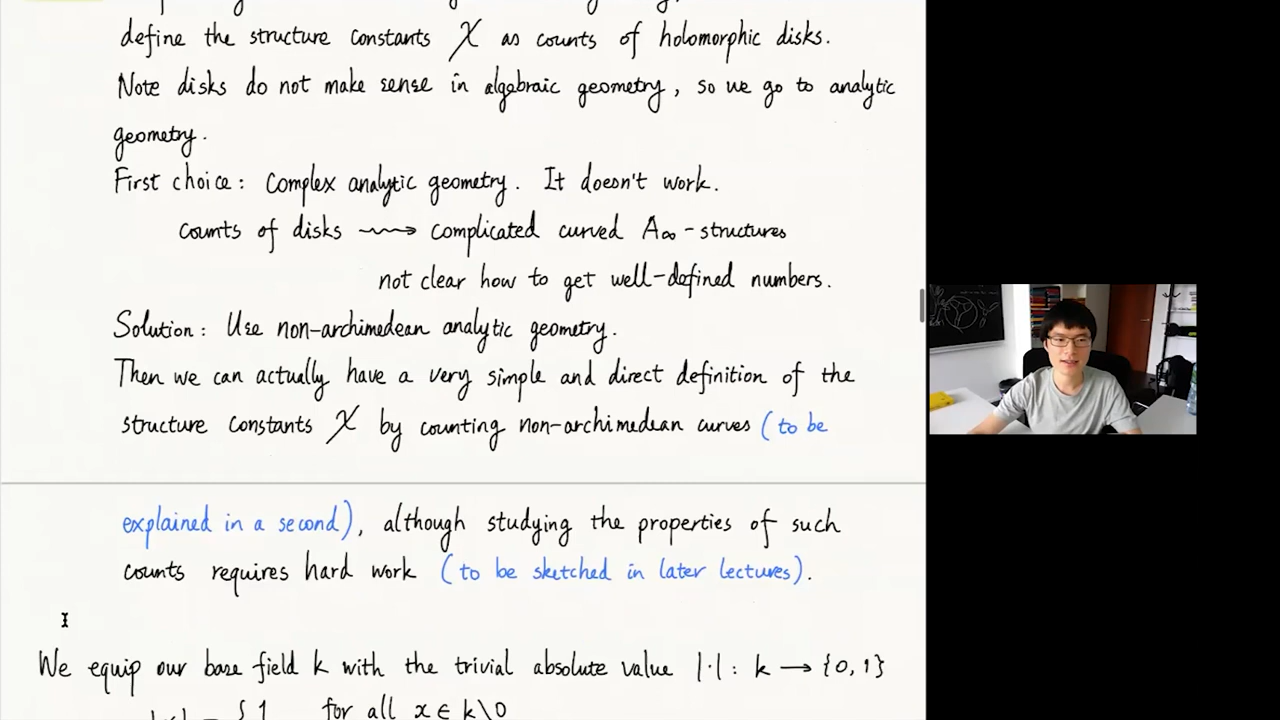 define the structure constants χ as counts of holomorphic disks.
Note disks do not make sense in algebraic geometry, so we go to analytic
geometry.
First choice: Complex analytic geometry. It doesn't work.
counts of disks ⟿ complicated curved A∞-structures
not clear how to get well-defined numbers.
Solution: Use non-archimedean analytic geometry.
Then we can actually have a very simple and direct definition of the
structure constants χ by counting non-archimedean curves (to be
explained in a second), although studying the properties of such
counts requires hard work (to be sketched in later lectures).
We equip our base field k with the trivial absolute value |·|: k → {0,1}
for all x ∈ k\0